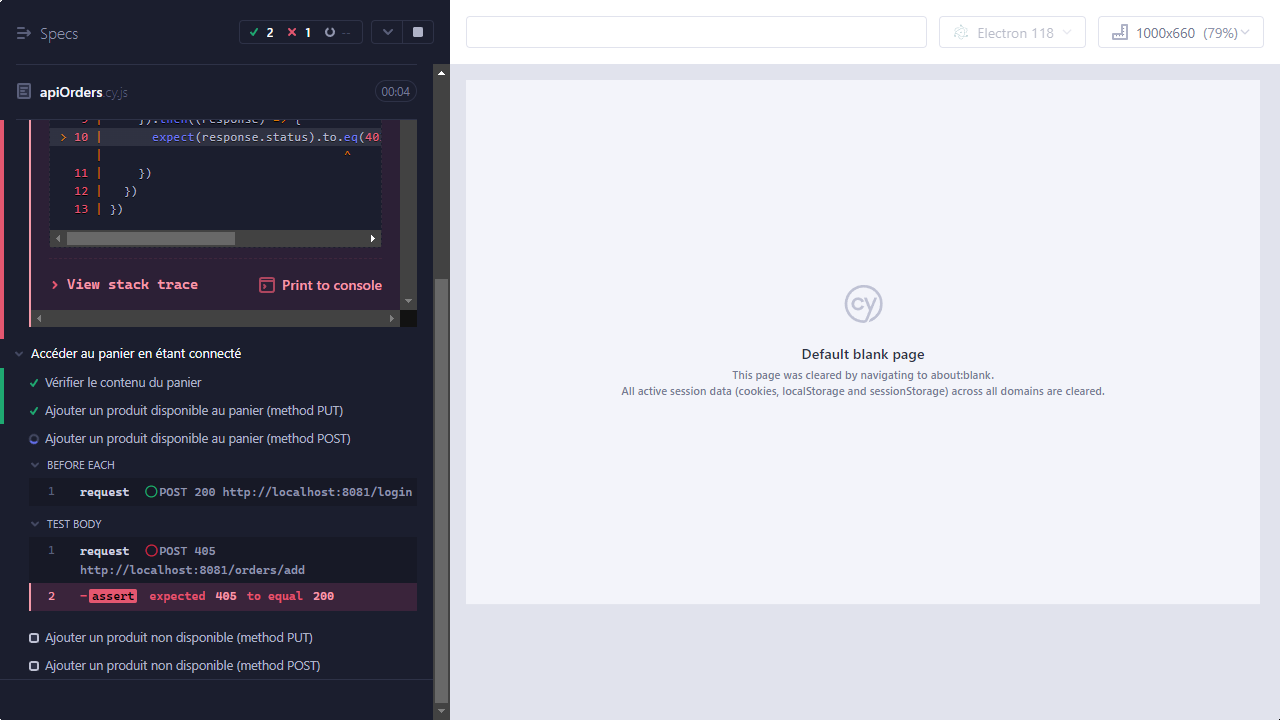 Specs
2
1
--
Electron 118
1000x660 (79%)
apiOrders.cy.js
00:04
9 | }).then((response) => {
> 10 | expect(response.status).to.eq(40
| ^
11 | })
12 | })
13 | })
> View stack trace
Print to console
Accéder au panier en étant connecté
Vérifier le contenu du panier
Ajouter un produit disponible au panier (method PUT)
Ajouter un produit disponible au panier (method POST)
BEFORE EACH
1 request POST 200 http://localhost:8081/login
TEST BODY
1 request POST 405
http://localhost:8081/orders/add
2 -assert expected 405 to equal 200
Ajouter un produit non disponible (method PUT)
Ajouter un produit non disponible (method POST)
cy
Default blank page
This page was cleared by navigating to about:blank.
All active session data (cookies, localStorage and sessionStorage) across all domains are cleared.